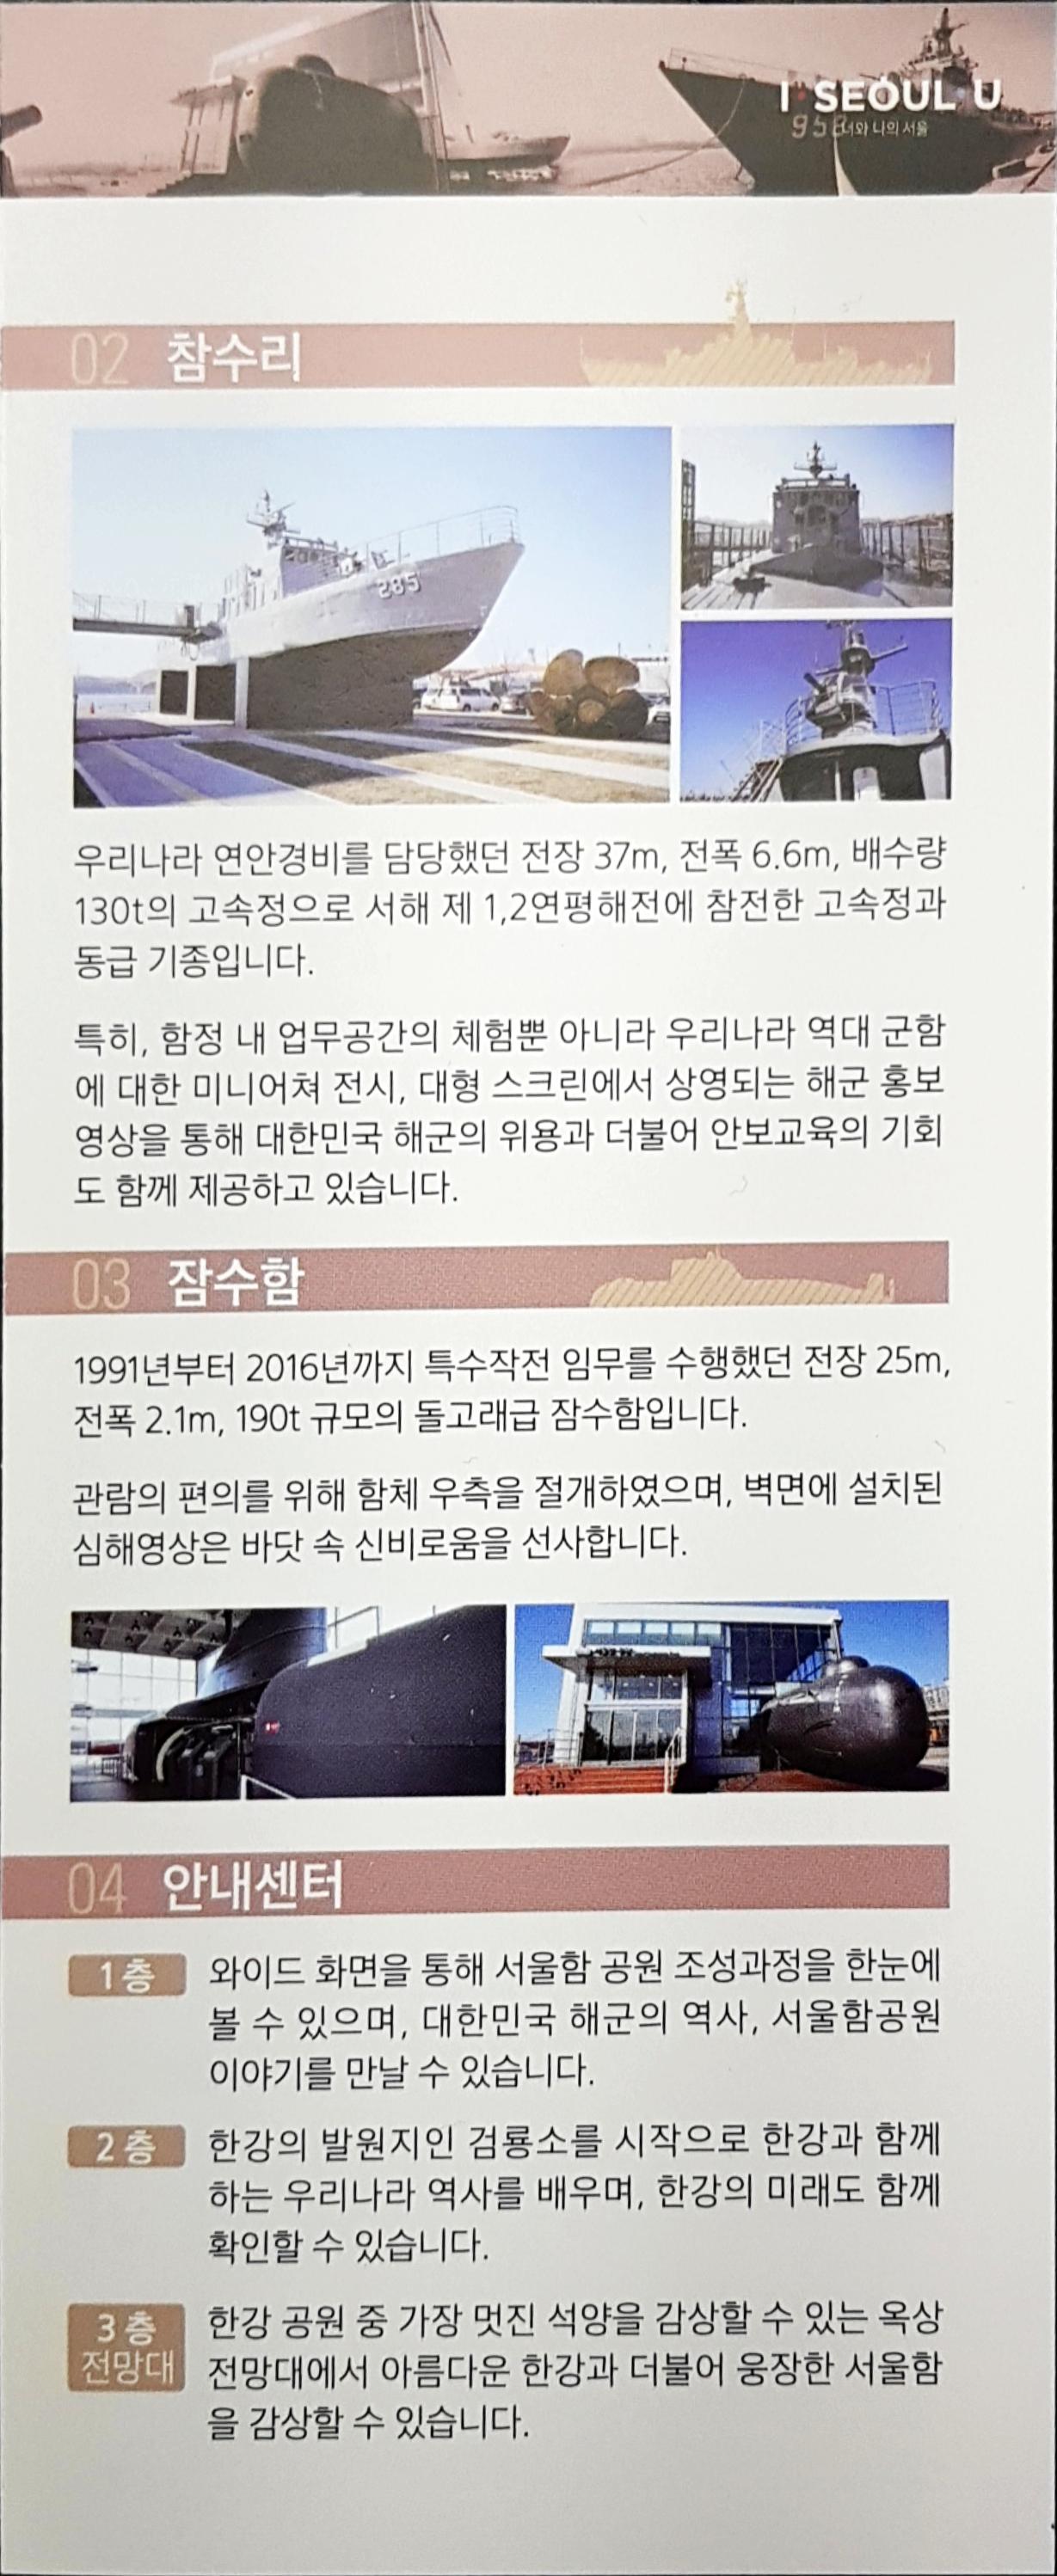 I·SEOUL·U
958
너와 나의 서울
02 참수리
285
우리나라 연안경비를 담당했던 전장 37m, 전폭 6.6m, 배수량
130t의 고속정으로 서해 제 1,2연평해전에 참전한 고속정과
동급 기종입니다.
특히, 함정 내 업무공간의 체험뿐 아니라 우리나라 역대 군함
에 대한 미니어쳐 전시, 대형 스크린에서 상영되는 해군 홍보
영상을 통해 대한민국 해군의 위용과 더불어 안보교육의 기회
도 함께 제공하고 있습니다.
03 잠수함
1991년부터 2016년까지 특수작전 임무를 수행했던 전장 25m,
전폭 2.1m, 190t 규모의 돌고래급 잠수함입니다.
관람의 편의를 위해 함체 우측을 절개하였으며, 벽면에 설치된
심해영상은 바닷 속 신비로움을 선사합니다.
04 안내센터
1층 와이드 화면을 통해 서울함 공원 조성과정을 한눈에
볼 수 있으며, 대한민국 해군의 역사, 서울함공원
이야기를 만날 수 있습니다.
2층 한강의 발원지인 검룡소를 시작으로 한강과 함께
하는 우리나라 역사를 배우며, 한강의 미래도 함께
확인할 수 있습니다.
3층 한강 공원 중 가장 멋진 석양을 감상할 수 있는 옥상
전망대 전망대에서 아름다운 한강과 더불어 웅장한 서울함
을 감상할 수 있습니다.